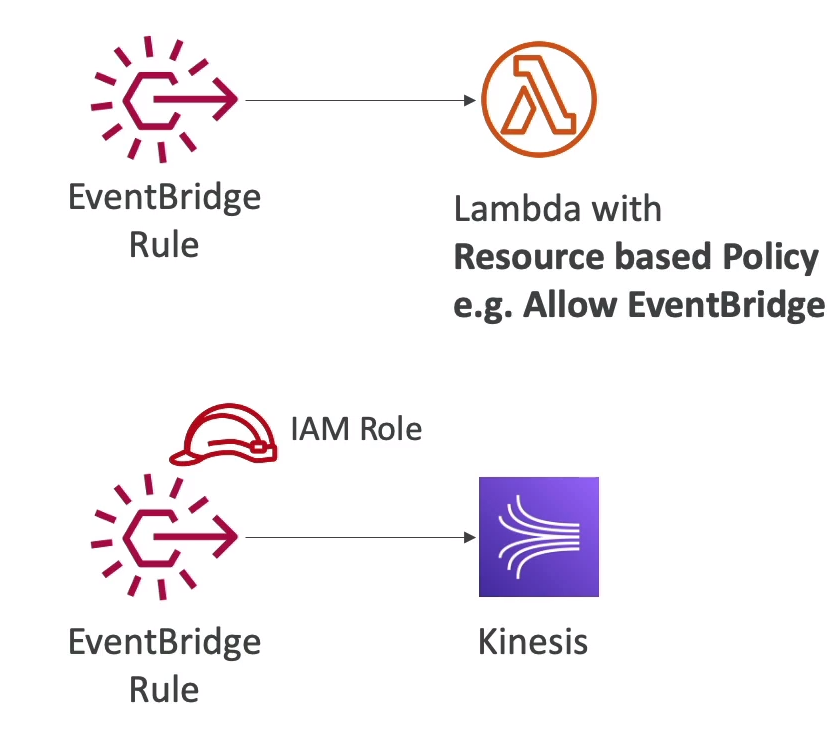 EventBridge
Rule
Lambda with
Resource based Policy
e.g. Allow EventBridge
IAM Role
EventBridge
Rule
Kinesis